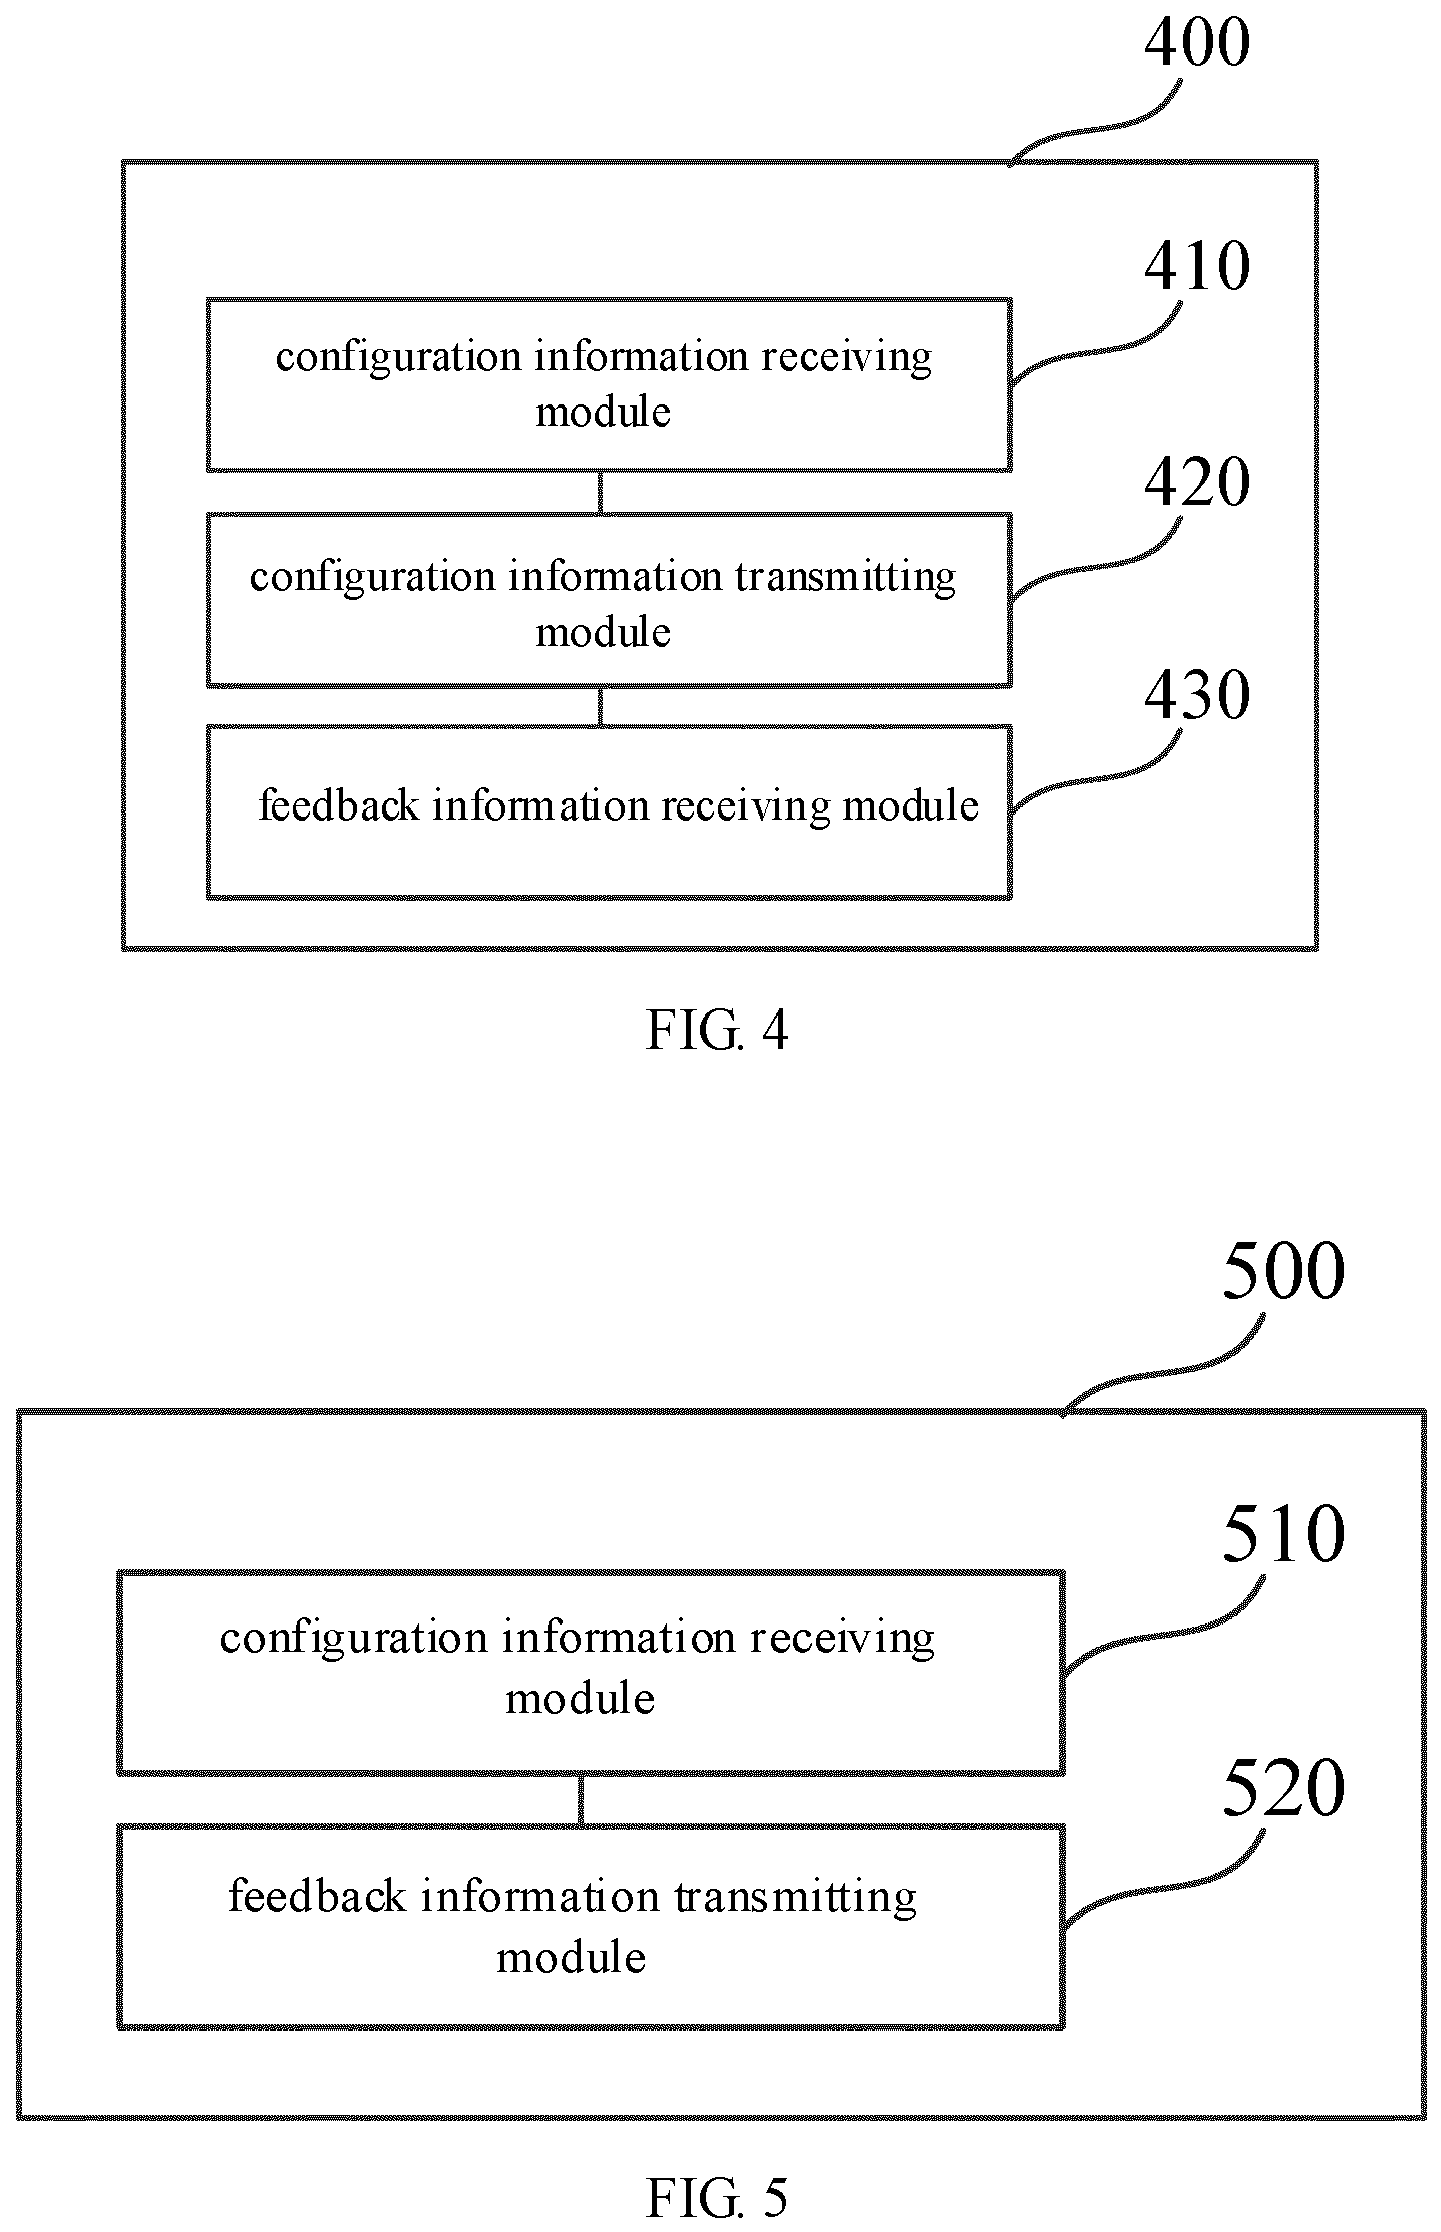 400
410
configuration information receiving
module
420
configuration information transmitting
module
430
feedback information receiving module
FIG. 4
500
510
configuration information receiving
module
520
feedback information transmitting
module
FIG. 5